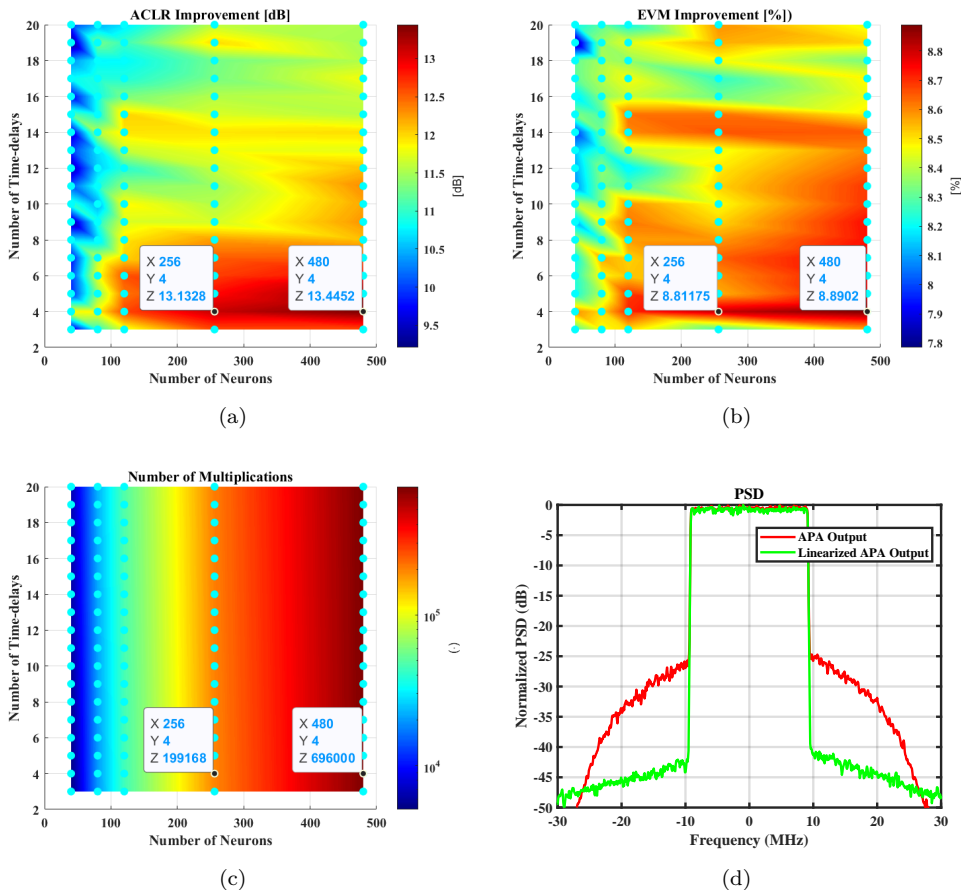 ACLR Improvement [dB]
20
18
16
14
12
10
8
6
4
2
Number of Time-delays
0
100
200
300
400
500
Number of Neurons
X 256
Y 4
Z 13.1328
X 480
Y 4
Z 13.4452
13
12.5
12
11.5
11
10.5
10
9.5
[dB]
(a)
EVM Improvement [%])
20
18
16
14
12
10
8
6
4
2
Number of Time-delays
0
100
200
300
400
500
Number of Neurons
X 256
Y 4
Z 8.81175
X 480
Y 4
Z 8.8902
8.8
8.7
8.6
8.5
8.4
8.3
8.2
8.1
8
7.9
7.8
[%]
(b)
Number of Multiplications
20
18
16
14
12
10
8
6
4
2
Number of Time-delays
0
100
200
300
400
500
Number of Neurons
X 256
Y 4
Z 199168
X 480
Y 4
Z 696000
10⁵
10⁴
(-)
(c)
PSD
0
-5
-10
-15
-20
-25
-30
-35
-40
-45
-50
Normalized PSD (dB)
APA Output
Linearized APA Output
-30
-20
-10
0
10
20
30
Frequency (MHz)
(d)